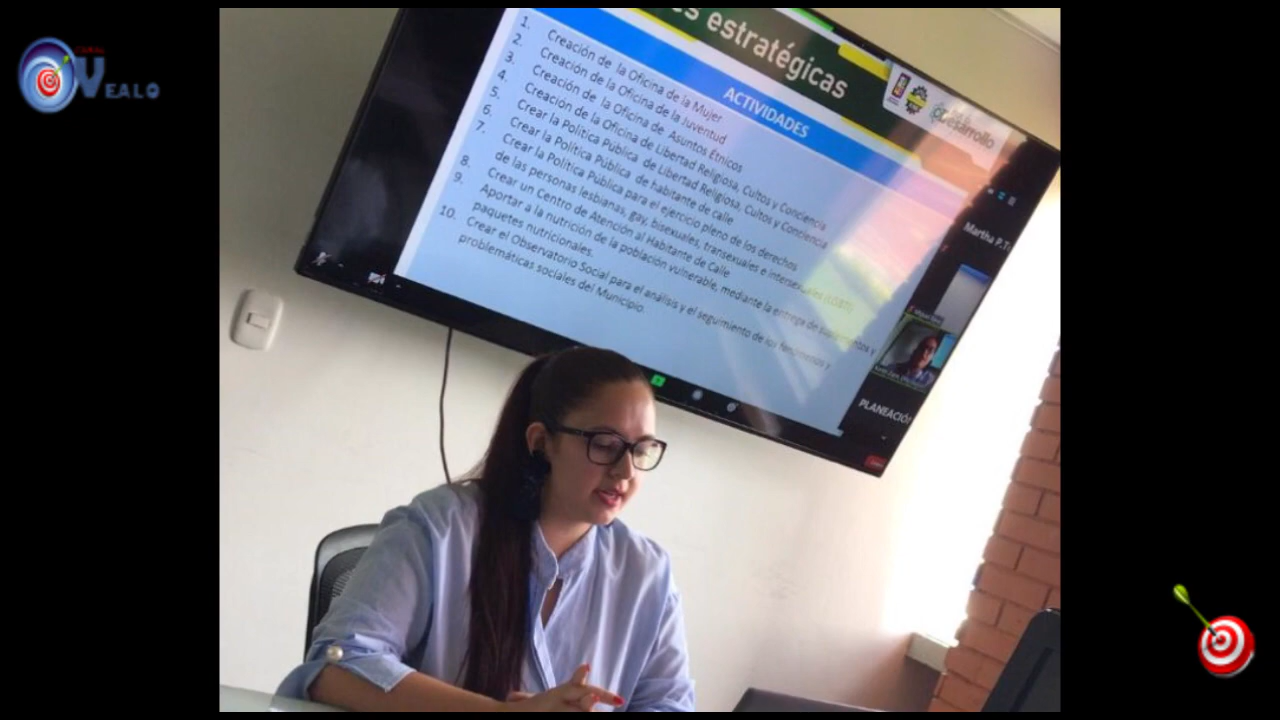 CANAL
VEALO
es estratégicas
Desarrollo
ACTIVIDADES
1. Creación de la Oficina de la Mujer
2. Creación de la Oficina de la Juventud
3. Creación de la Oficina de Asuntos Étnicos
4. Creación de la Oficina de Libertad Religiosa, Cultos y Conciencia
5. Crear la Política Pública de Libertad Religiosa, Cultos y Conciencia
6. Crear la Política Pública de habitante de calle
7. Crear la Política Pública para el ejercicio pleno de los derechos
de las personas lesbianas, gay, bisexuales, transexuales e intersexuales (LGBTI)
8. Crear un Centro de Atención al Habitante de Calle
9. Aportar a la nutrición de la población vulnerable, mediante la entrega de suplementos y
paquetes nutricionales.
10. Crear el Observatorio Social para el análisis y el seguimiento de los fenómenos y
problemáticas sociales del Municipio
Martha P.T
PLANEACIÓ